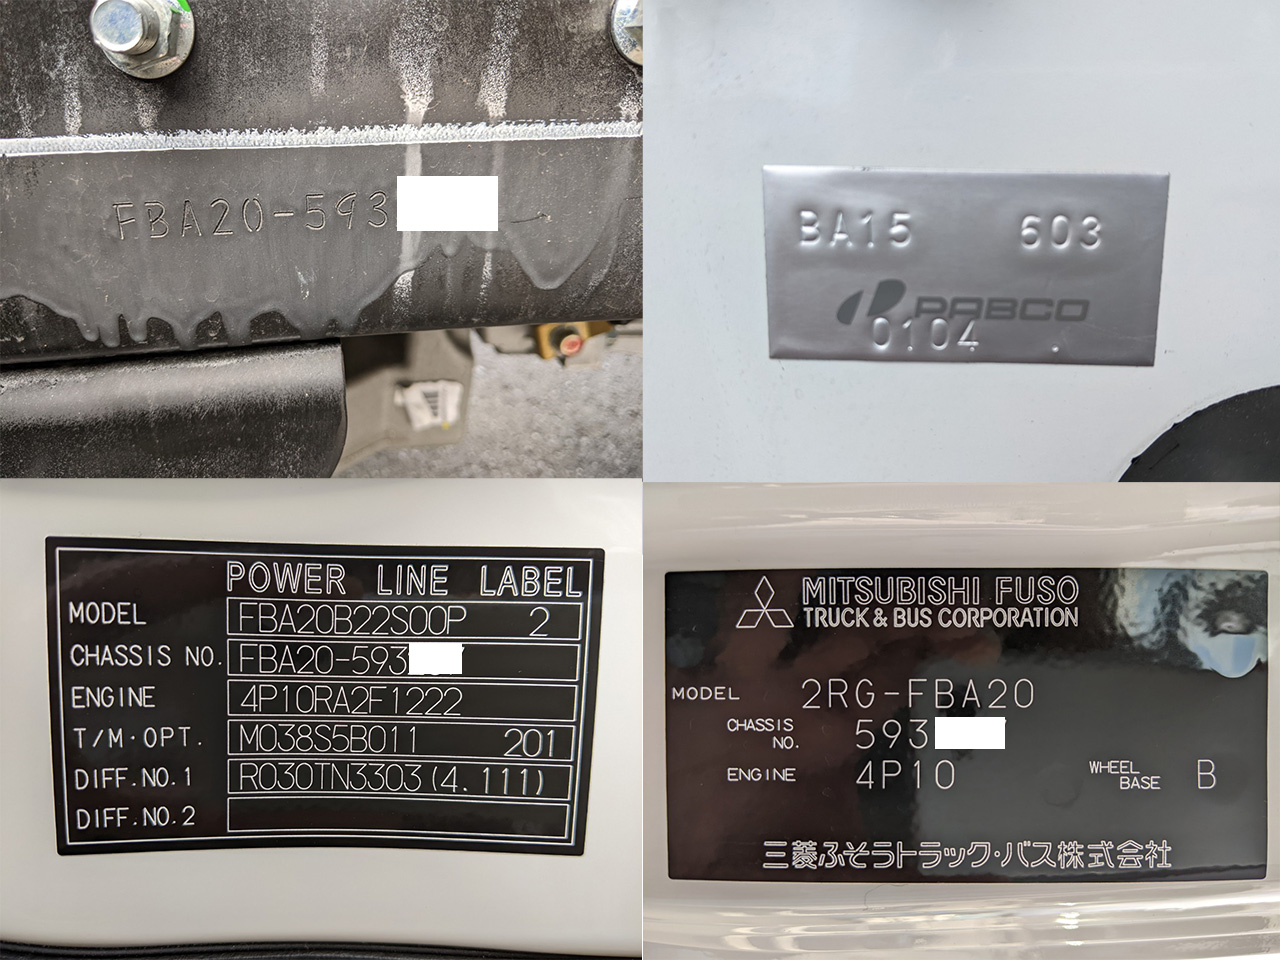 FBA20-593
BA15 603
PABCO
0104
POWER LINE LABEL
MODEL FBA20B22S00P 2
CHASSIS NO. FBA20-593
ENGINE 4P10RA2F1222
T/M·OPT. M038S5B011 201
DIFF.NO.1 R030TN3303(4.111)
DIFF.NO.2
MITSUBISHI FUSO
TRUCK & BUS CORPORATION
MODEL 2RG-FBA20
CHASSIS NO. 593
ENGINE 4P10 WHEEL BASE B
三菱ふそうトラック・バス株式会社